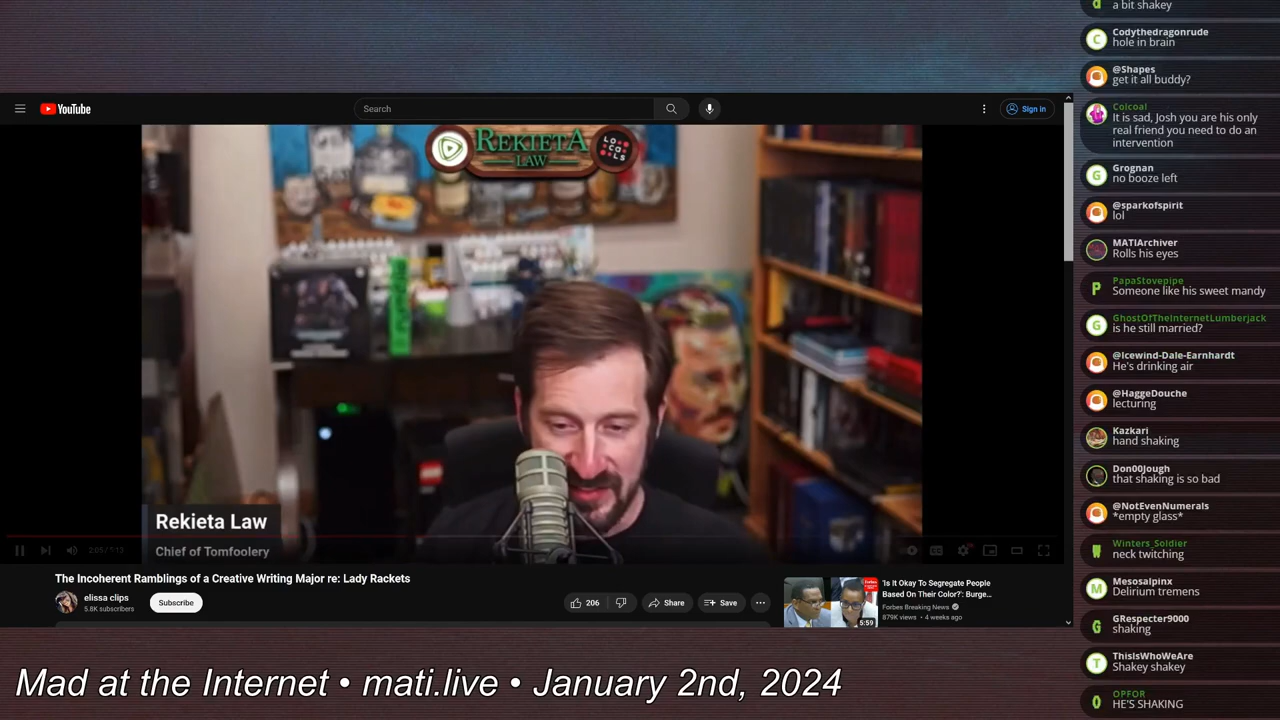 YouTube
Search
Sign in
REKIETA
LAW
LOCALS
Rekieta Law
Chief of Tomfoolery
2:05 / 5:13
The Incoherent Ramblings of a Creative Writing Major re: Lady Rackets
elissa clips
5.8K subscribers
Subscribe
206
Share
Save
'Is It Okay To Segregate People
Based On Their Color?': Burge...
Forbes Breaking News
879K views • 4 weeks ago
5:59
Mad at the Internet • mati.live • January 2nd, 2024
a bit shakey
Codythedragonrude
hole in brain
@Shapes
get it all buddy?
Colcoal
It is sad, Josh you are his only
real friend you need to do an
intervention
Grognan
no booze left
@sparkofspirit
lol
MATIArchiver
Rolls his eyes
PapaStovepipe
Someone like his sweet mandy
GhostOfTheInternetLumberjack
is he still married?
@Icewind-Dale-Earnhardt
He's drinking air
@HaggeDouche
lecturing
Kazkari
hand shaking
Don00Jough
that shaking is so bad
@NotEvenNumerals
*empty glass*
Winters_Soldier
neck twitching
Mesosalpinx
Delirium tremens
GRespecter9000
shaking
ThisIsWhoWeAre
Shakey shakey
OPFOR
HE'S SHAKING